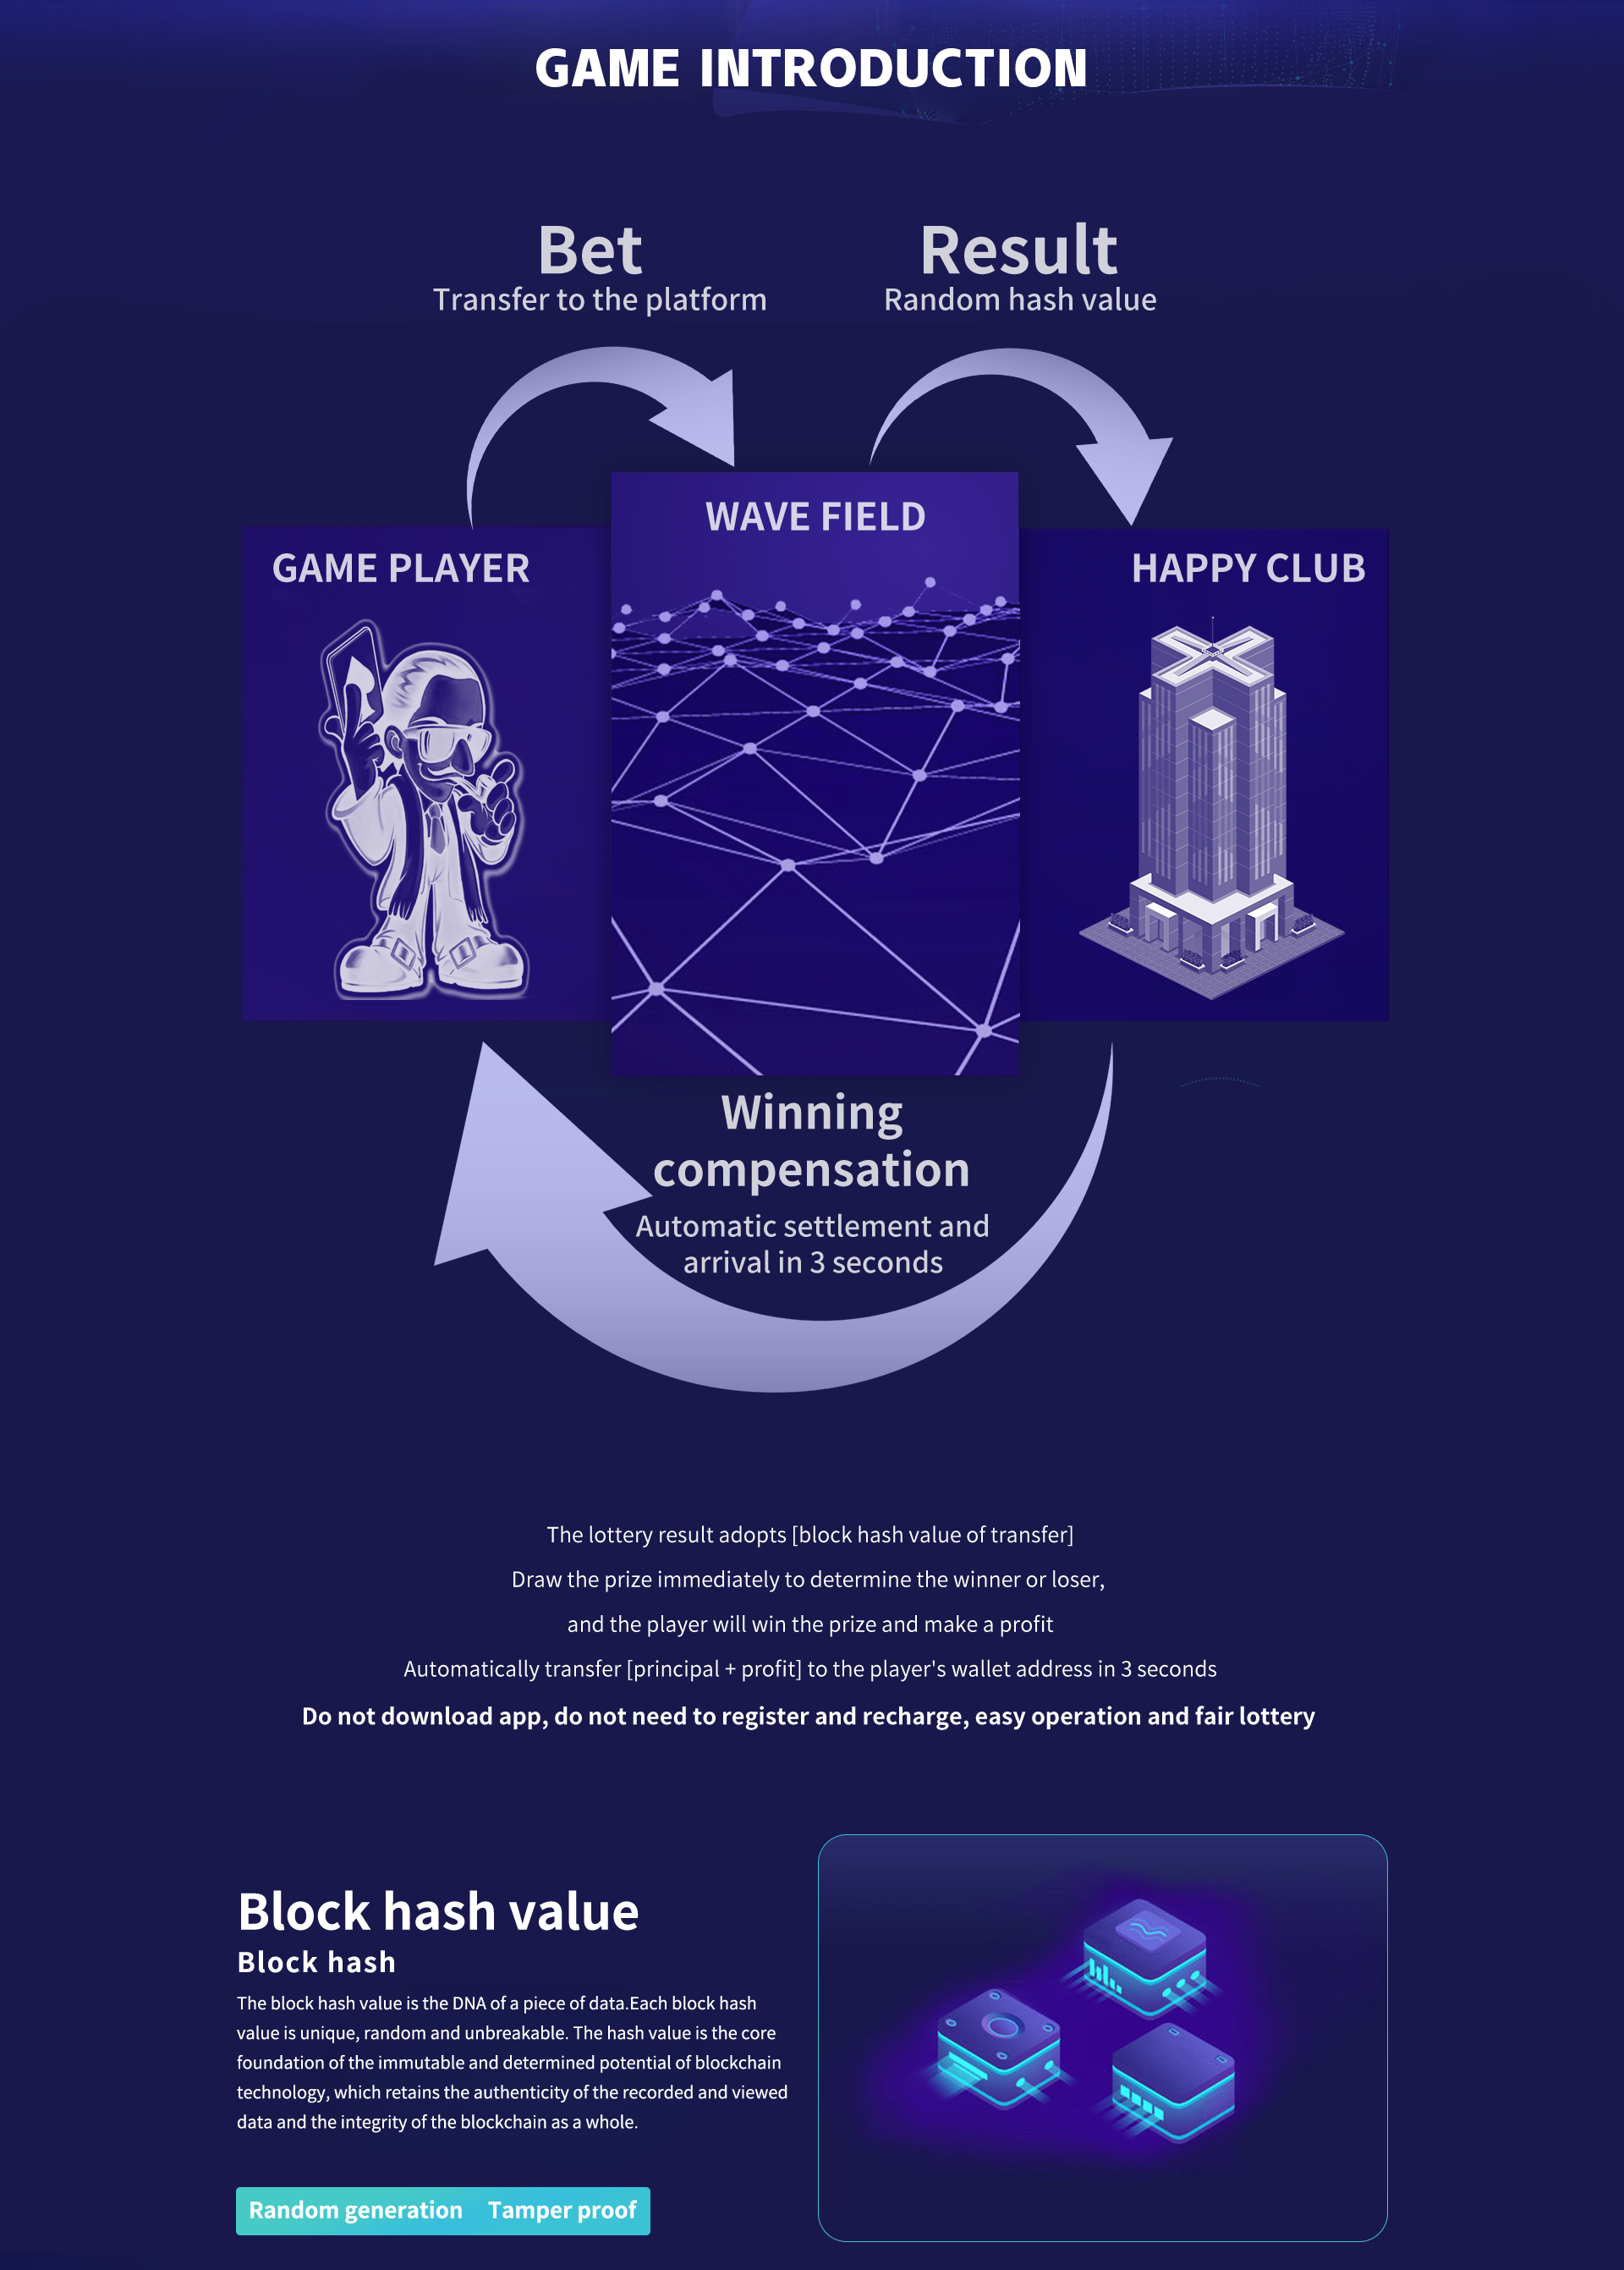 GAME INTRODUCTION
Bet
Transfer to the platform
Result
Random hash value
GAME PLAYER
WAVE FIELD
HAPPY CLUB
Winning
compensation
Automatic settlement and
arrival in 3 seconds
The lottery result adopts [block hash value of transfer]
Draw the prize immediately to determine the winner or loser,
and the player will win the prize and make a profit
Automatically transfer [principal + profit] to the player's wallet address in 3 seconds
Do not download app, do not need to register and recharge, easy operation and fair lottery
Block hash value
Block hash
The block hash value is the DNA of a piece of data.Each block hash
value is unique, random and unbreakable. The hash value is the core
foundation of the immutable and determined potential of blockchain
technology, which retains the authenticity of the recorded and viewed
data and the integrity of the blockchain as a whole.
Random generation Tamper proof